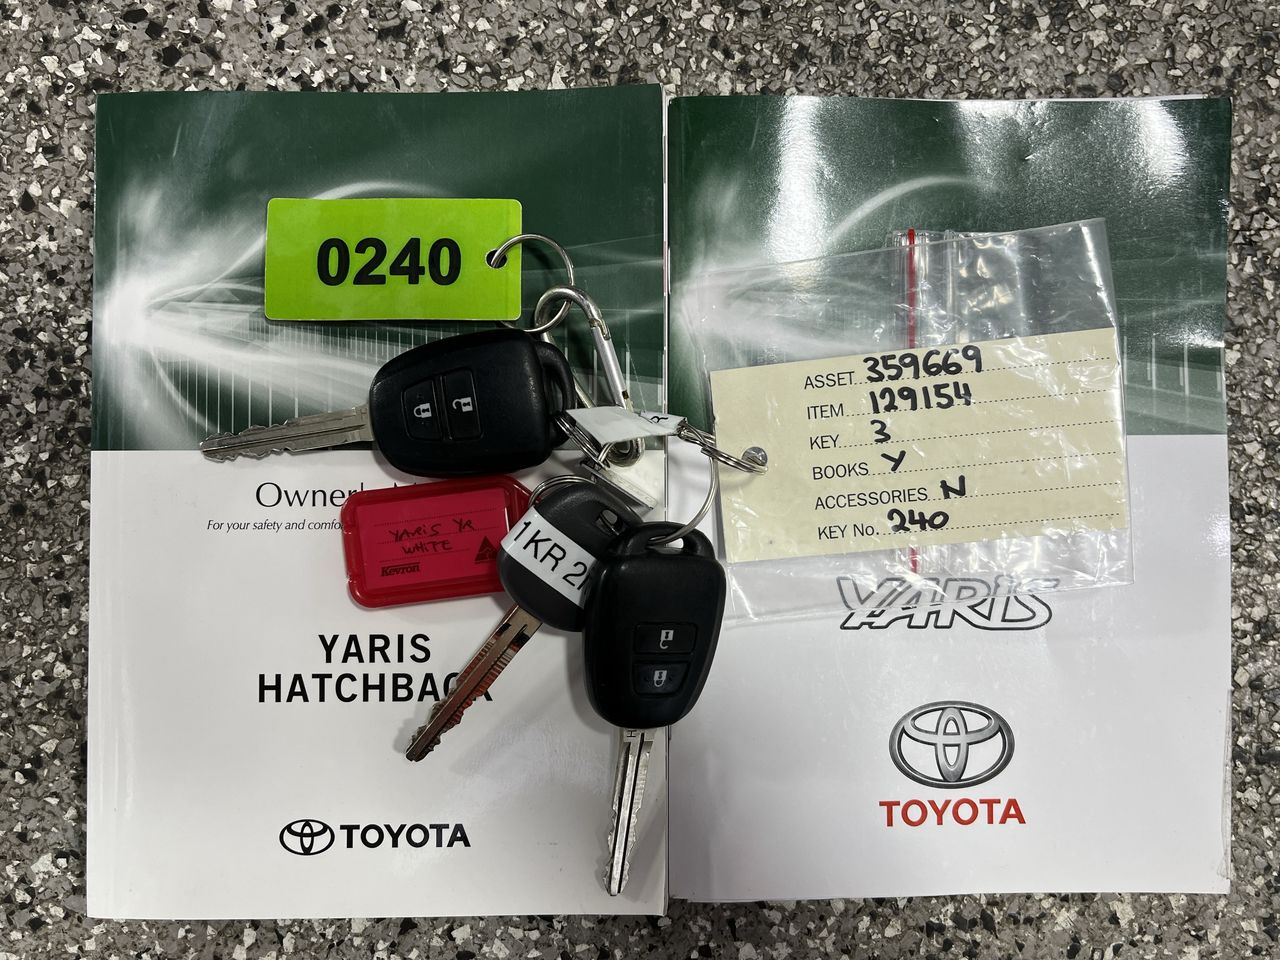 0240
Owner's
For your safety and comfo
YARIS YR
WHITE
Kevron
1KR 2
YARIS
HATCHBACK
TOYOTA
ASSET 359669
ITEM 129154
KEY 3
BOOKS Y
ACCESSORIES N
KEY No. 240
YARIS
TOYOTA